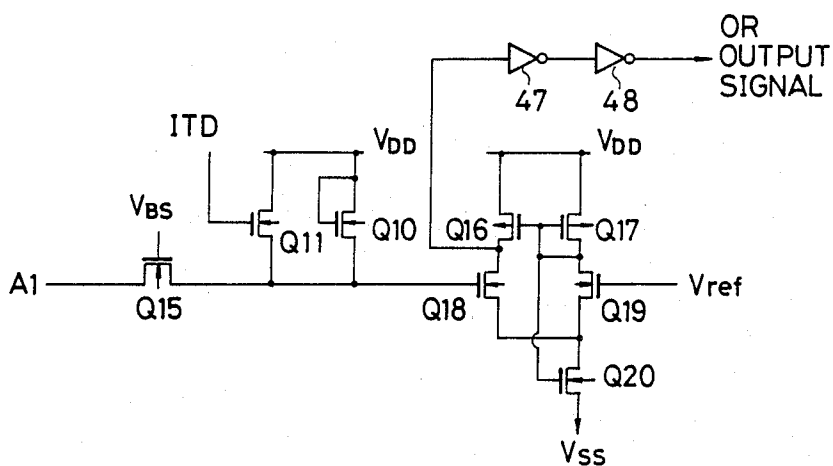 OR
OUTPUT
SIGNAL
47
48
ITD
VDD
VDD
VBS
Q11
Q10
Q16
Q17
A1
Q15
Q18
Q19
Vref
Q20
VSS